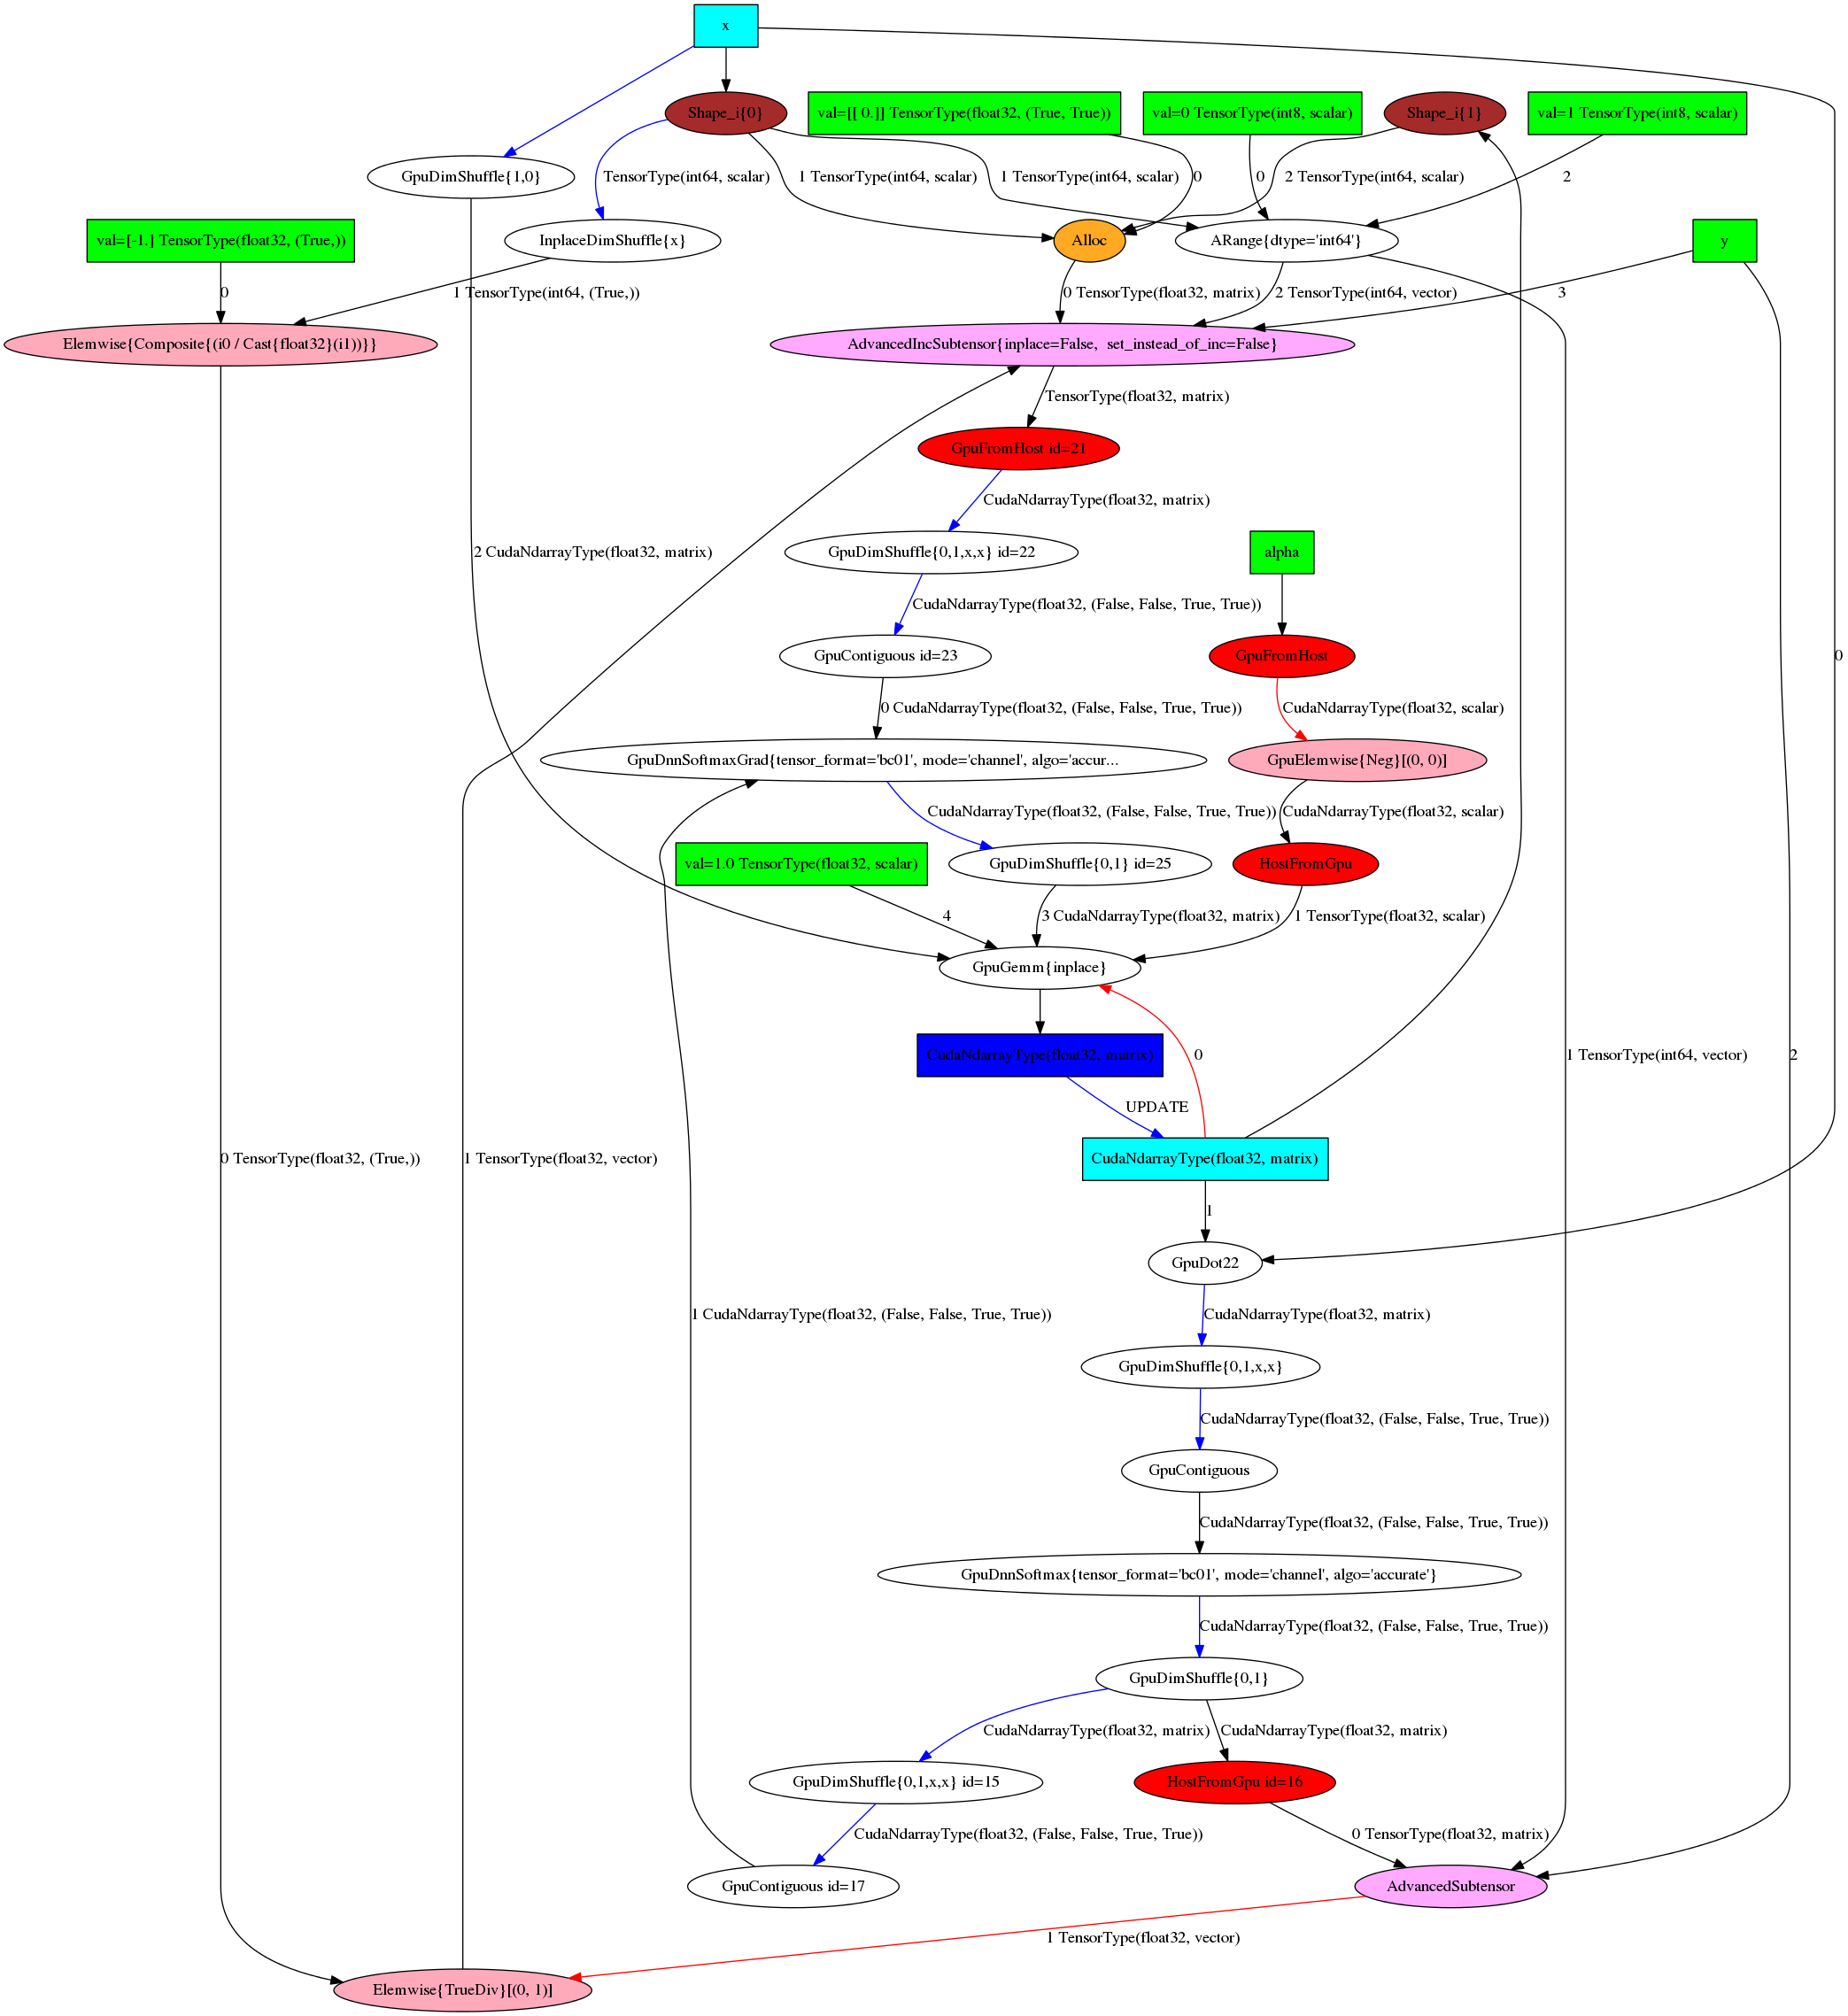 x
Shape_i{0}
val=[[ 0.]] TensorType(float32, (True, True))
val=0 TensorType(int8, scalar)
Shape_i{1}
val=1 TensorType(int8, scalar)
GpuDimShuffle{1,0}
TensorType(int64, scalar)
1 TensorType(int64, scalar)
1 TensorType(int64, scalar)
0
0
2 TensorType(int64, scalar)
2
val=[-1.] TensorType(float32, (True,))
InplaceDimShuffle{x}
Alloc
ARange{dtype='int64'}
y
0
1 TensorType(int64, (True,))
0 TensorType(float32, matrix)
2 TensorType(int64, vector)
3
Elemwise{Composite{(i0 / Cast{float32}(i1))}}
AdvancedIncSubtensor{inplace=False,  set_instead_of_inc=False}
TensorType(float32, matrix)
GpuFromHost id=21
CudaNdarrayType(float32, matrix)
2 CudaNdarrayType(float32, matrix)
GpuDimShuffle{0,1,x,x} id=22
alpha
CudaNdarrayType(float32, (False, False, True, True))
GpuContiguous id=23
GpuFromHost
0
0 CudaNdarrayType(float32, (False, False, True, True))
CudaNdarrayType(float32, scalar)
GpuDnnSoftmaxGrad{tensor_format='bc01', mode='channel', algo='accur...
GpuElemwise{Neg}[(0, 0)]
CudaNdarrayType(float32, (False, False, True, True))
CudaNdarrayType(float32, scalar)
val=1.0 TensorType(float32, scalar)
GpuDimShuffle{0,1} id=25
HostFromGpu
4
3 CudaNdarrayType(float32, matrix)
1 TensorType(float32, scalar)
GpuGemm{inplace}
CudaNdarrayType(float32, matrix)
0
1 TensorType(int64, vector)
2
UPDATE
0 TensorType(float32, (True,))
1 TensorType(float32, vector)
CudaNdarrayType(float32, matrix)
1
GpuDot22
1 CudaNdarrayType(float32, (False, False, True, True))
CudaNdarrayType(float32, matrix)
GpuDimShuffle{0,1,x,x}
CudaNdarrayType(float32, (False, False, True, True))
GpuContiguous
CudaNdarrayType(float32, (False, False, True, True))
GpuDnnSoftmax{tensor_format='bc01', mode='channel', algo='accurate'}
CudaNdarrayType(float32, (False, False, True, True))
GpuDimShuffle{0,1}
CudaNdarrayType(float32, matrix)
CudaNdarrayType(float32, matrix)
GpuDimShuffle{0,1,x,x} id=15
HostFromGpu id=16
CudaNdarrayType(float32, (False, False, True, True))
0 TensorType(float32, matrix)
GpuContiguous id=17
AdvancedSubtensor
1 TensorType(float32, vector)
Elemwise{TrueDiv}[(0, 1)]